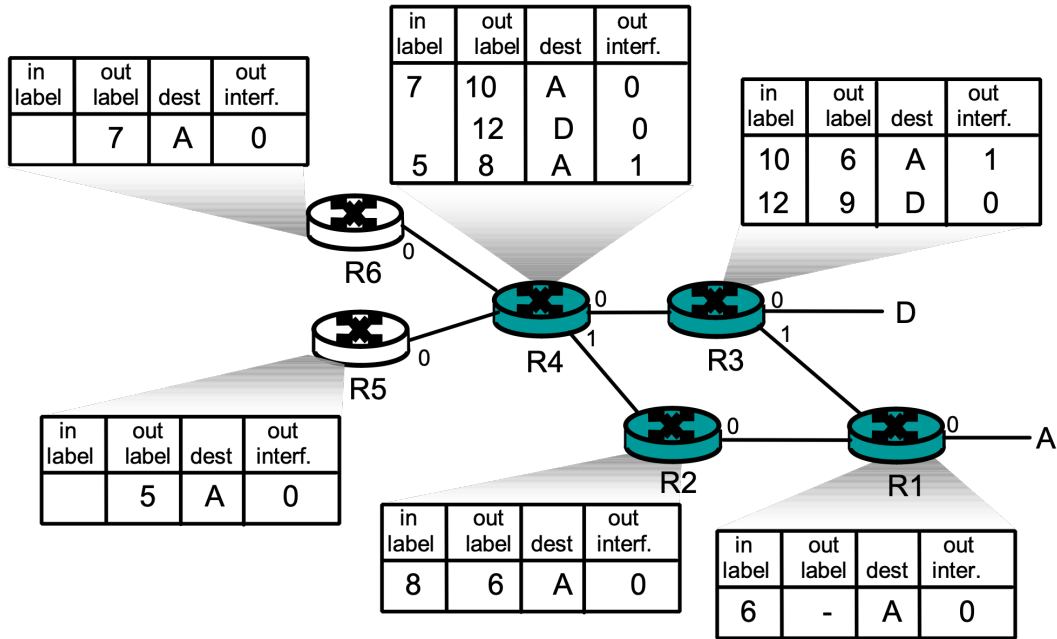 in out dest out
label label interf.
7 10 A 0
12 D 0
5 8 A 1
in out dest out
label label interf.
7 A 0
in out dest out
label label interf.
10 6 A 1
12 9 D 0
0
R6
0
0
D
R4
1
R3
1
0
R5
in out dest out
label label interf.
5 A 0
0
R2
0
A
R1
in out dest out
label label interf.
8 6 A 0
in out dest out
label label inter.
6 - A 0